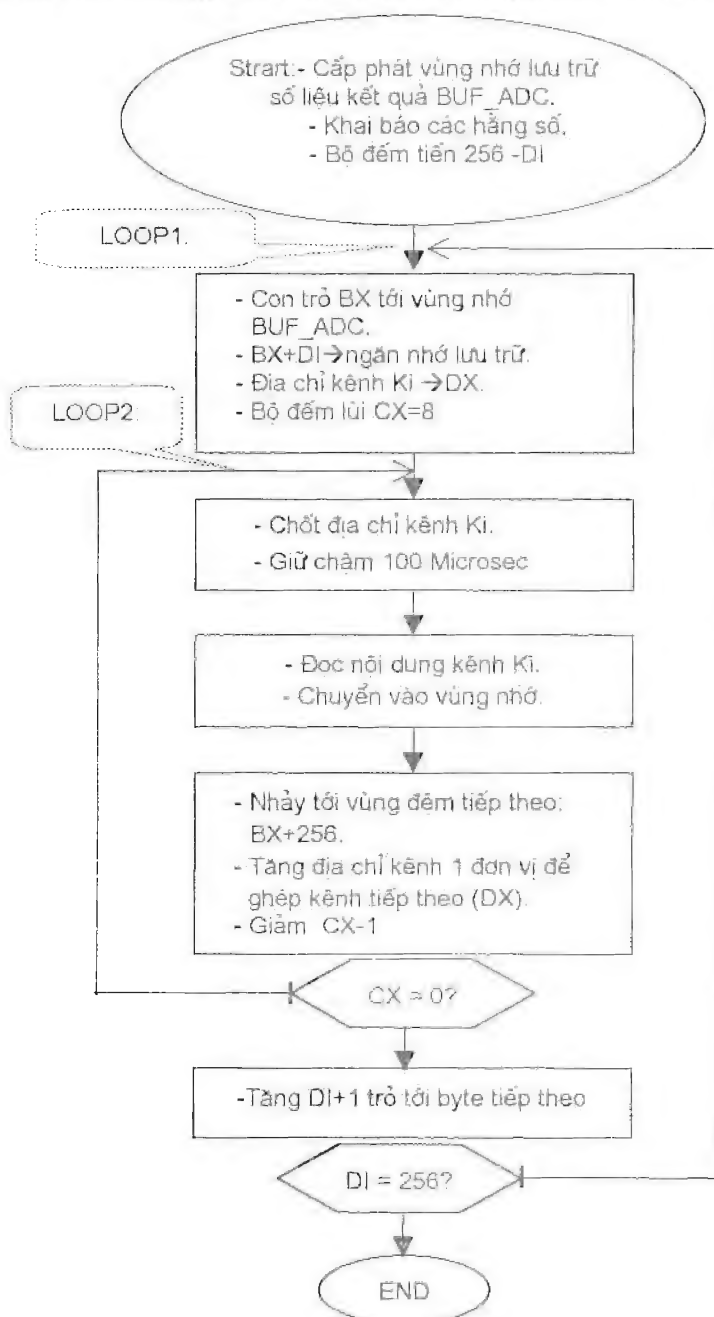 Strart:- Cấp phát vùng nhớ lưu trữ
số liệu kết quả BUF_ADC.
- Khai báo các hằng số,
- Bộ đếm tiến 256 -DI
LOOP1.
- Con trỏ BX tới vùng nhớ
BUF_ADC.
- BX+DI→ngăn nhớ lưu trữ.
- Địa chỉ kênh Ki →DX.
- Bộ đếm lùi CX=8
LOOP2.
- Chốt địa chỉ kênh Ki.
- Giữ chậm 100 Microsec
- Đọc nội dung kênh Ki.
- Chuyển vào vùng nhớ.
- Nhảy tới vùng đệm tiếp theo:
BX+256.
- Tăng địa chỉ kênh 1 đơn vị để
ghép kênh tiếp theo (DX).
- Giảm CX-1
CX = 0?
-Tăng DI+1 trỏ tới byte tiếp theo
DI = 256?
END